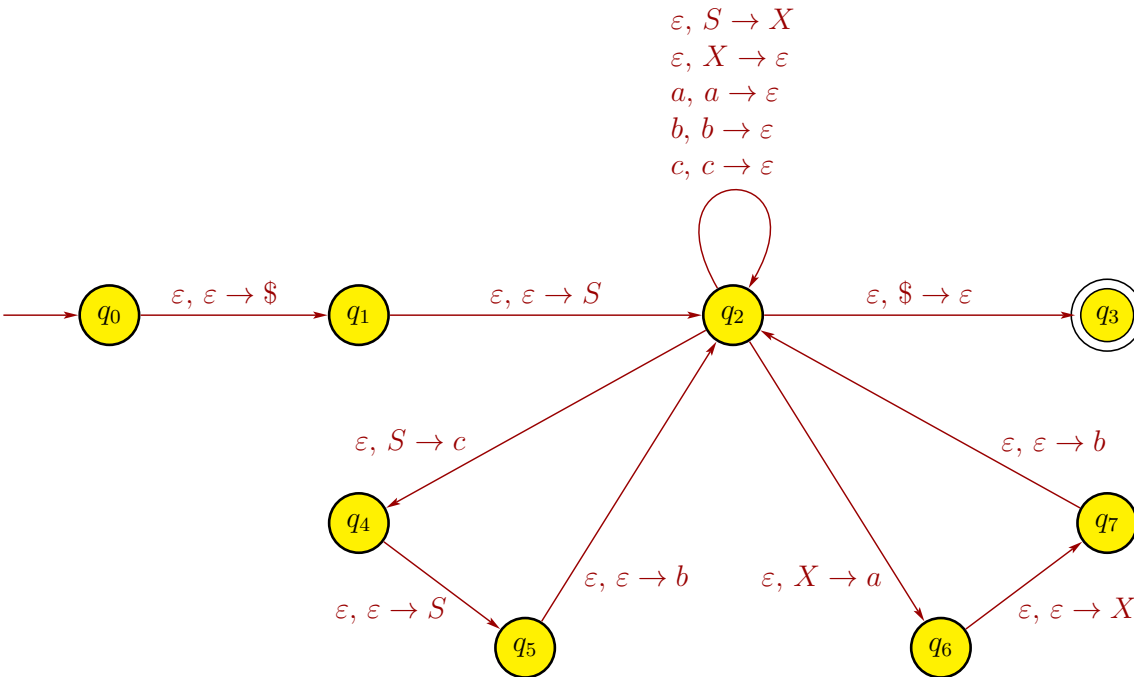 ε, S → X
ε, X → ε
a, a → ε
b, b → ε
c, c → ε
q0 ε, ε → $ q1 ε, ε → S q2 ε, $ → ε q3
ε, S → c ε, ε → b
q4 q7
ε, ε → S ε, ε → b ε, X → a ε, ε → X
q5 q6